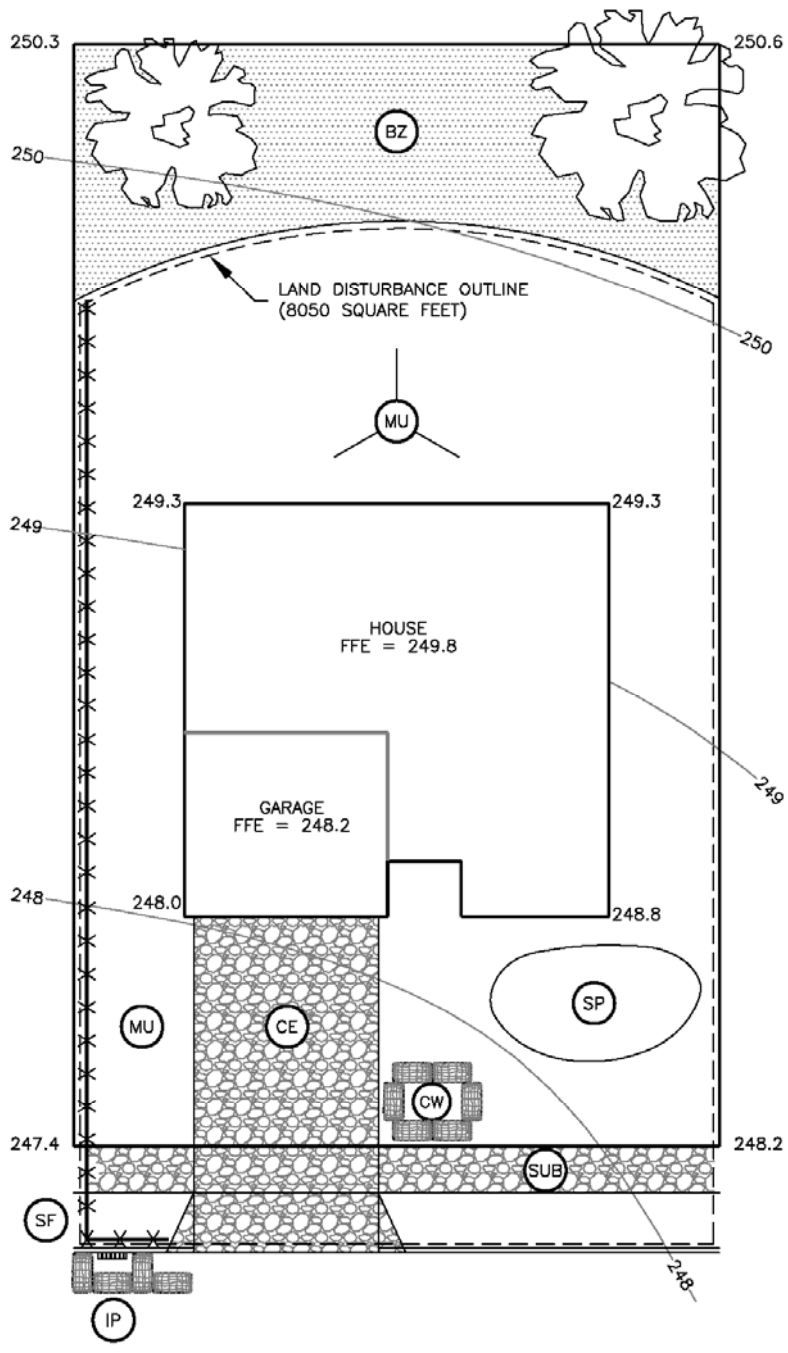 250.3
250.6
BZ
250
LAND DISTURBANCE OUTLINE
(8050 SQUARE FEET)
250
MU
249.3
249.3
249
HOUSE
FFE = 249.8
249
GARAGE
FFE = 248.2
248
248.0
248.8
SP
MU
CE
CW
247.4
248.2
SUB
SF
248
IP